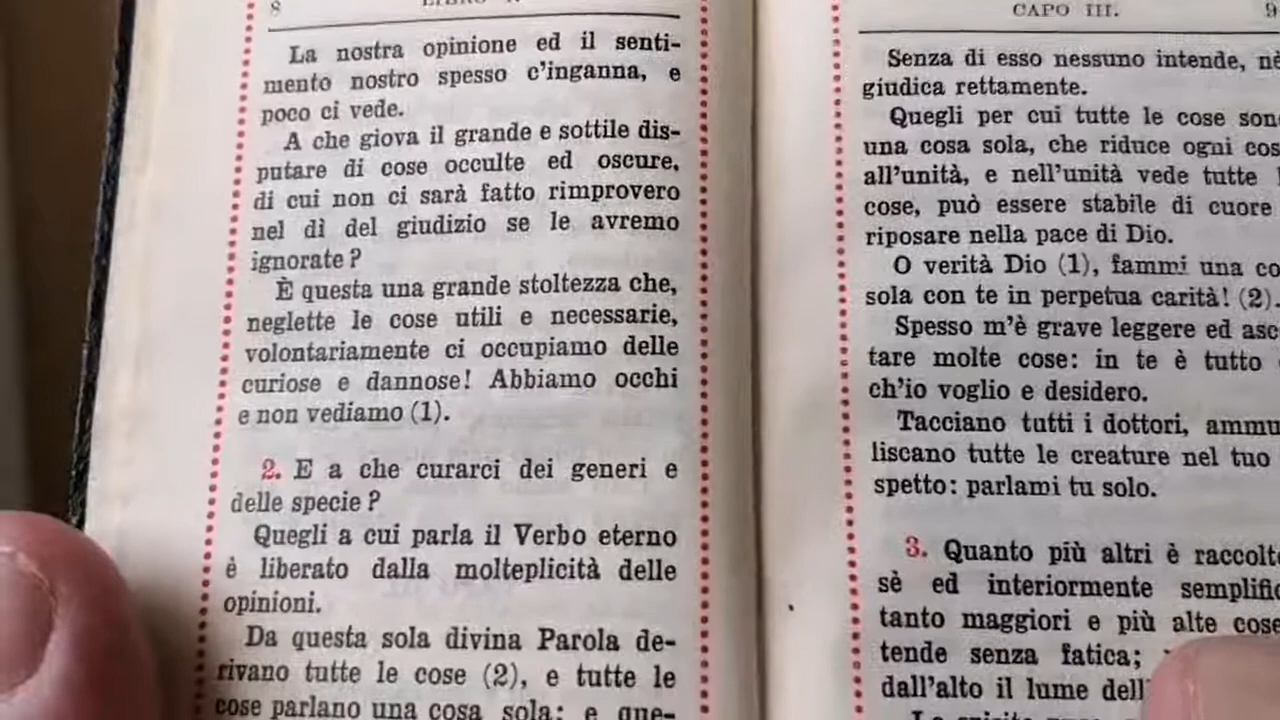 8
La nostra opinione ed il senti-
mento nostro spesso c'inganna, e
poco ci vede.
A che giova il grande e sottile dis-
putare di cose occulte ed oscure,
di cui non ci sarà fatto rimprovero
nel dì del giudizio se le avremo
ignorate?
È questa una grande stoltezza che,
neglette le cose utili e necessarie,
volontariamente ci occupiamo delle
curiose e dannose! Abbiamo occhi
e non vediamo (1).
2. E a che curarci dei generi e
delle specie?
Quegli a cui parla il Verbo eterno
è liberato dalla molteplicità delle
opinioni.
Da questa sola divina Parola de-
rivano tutte le cose (2), e tutte le
cose parlano una cosa sola: e que-
CAPO III. 9
Senza di esso nessuno intende, nè
giudica rettamente.
Quegli per cui tutte le cose
una cosa sola, che riduce ogni
all'unità, e nell'unità vede tutte
cose, può essere stabile di cuore
riposare nella pace di Dio.
O verità Dio (1), fammi una
sola con te in perpetua carità! (2)
Spesso m'è grave leggere ed
tare molte cose: in te è tutto
ch'io voglio e desidero.
Tacciano tutti i dottori,
liscano tutte le creature nel tuo
spetto: parlami tu solo.
3. Quanto più altri è
sè ed interiormente
tanto maggiori e più alte cose
tende senza fatica;
dall'alto il lume